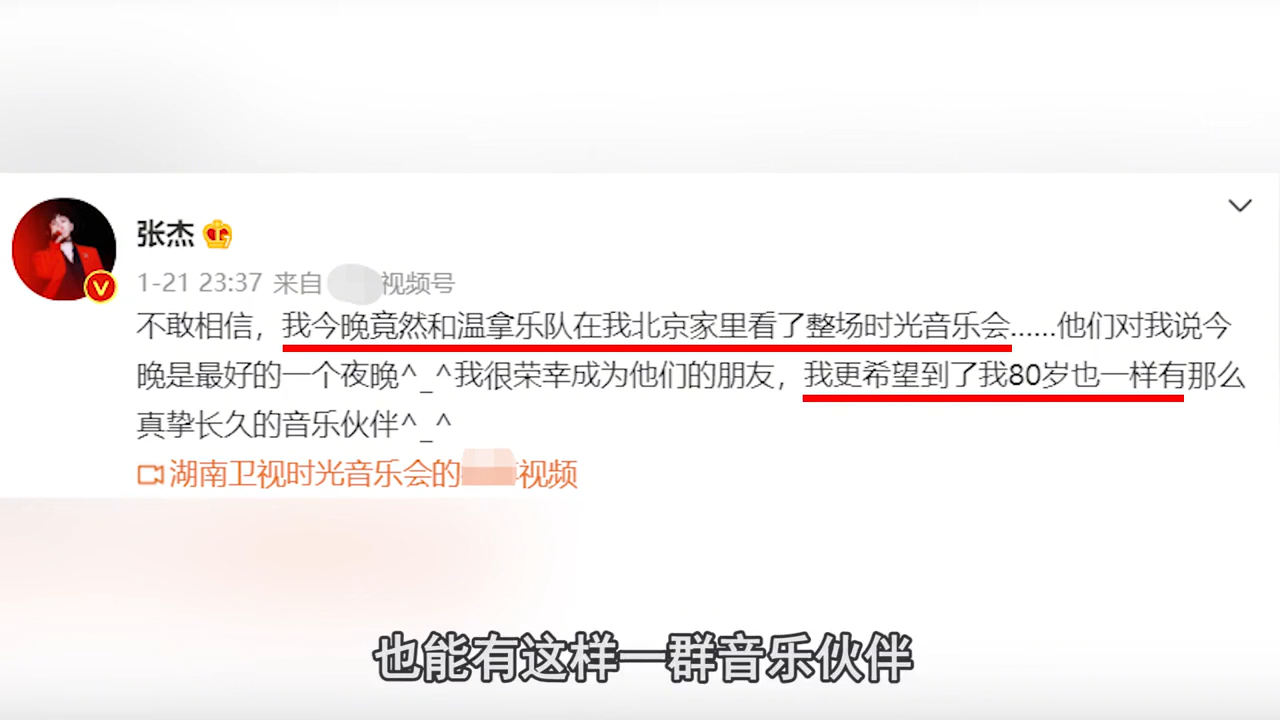 张杰
1-21 23:37 来自 视频号
不敢相信，我今晚竟然和温拿乐队在我北京家里看了整场时光音乐会......他们对我说今
晚是最好的一个夜晚^_^我很荣幸成为他们的朋友，我更希望到了我80岁也一样有那么
真挚长久的音乐伙伴^_^
湖南卫视时光音乐会的 视频
也能有这样一群音乐伙伴